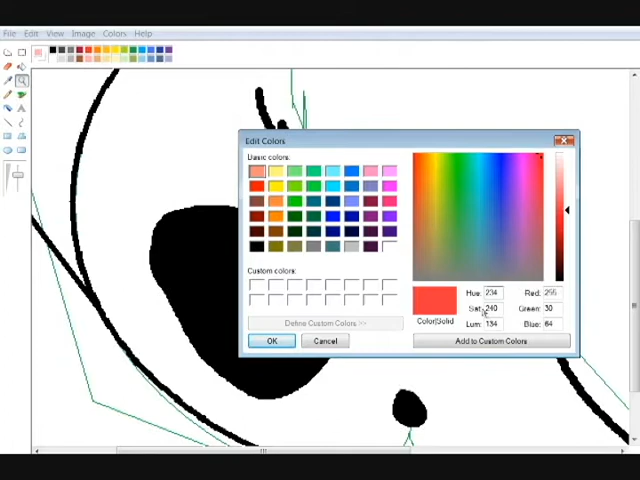 File Edit View Image Colors Help
Edit Colors
Basic colors:
Custom colors:
Define Custom Colors >>
OK Cancel
Hue: 234 Red: 255
Sat: 240 Green: 30
Color|Solid
Lum: 134 Blue: 64
Add to Custom Colors
A